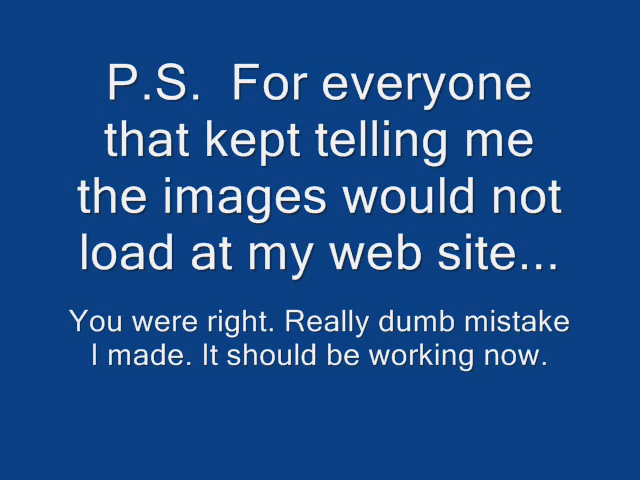 P.S.  For everyone
that kept telling me
the images would not
load at my web site...
You were right. Really dumb mistake
I made. It should be working now.